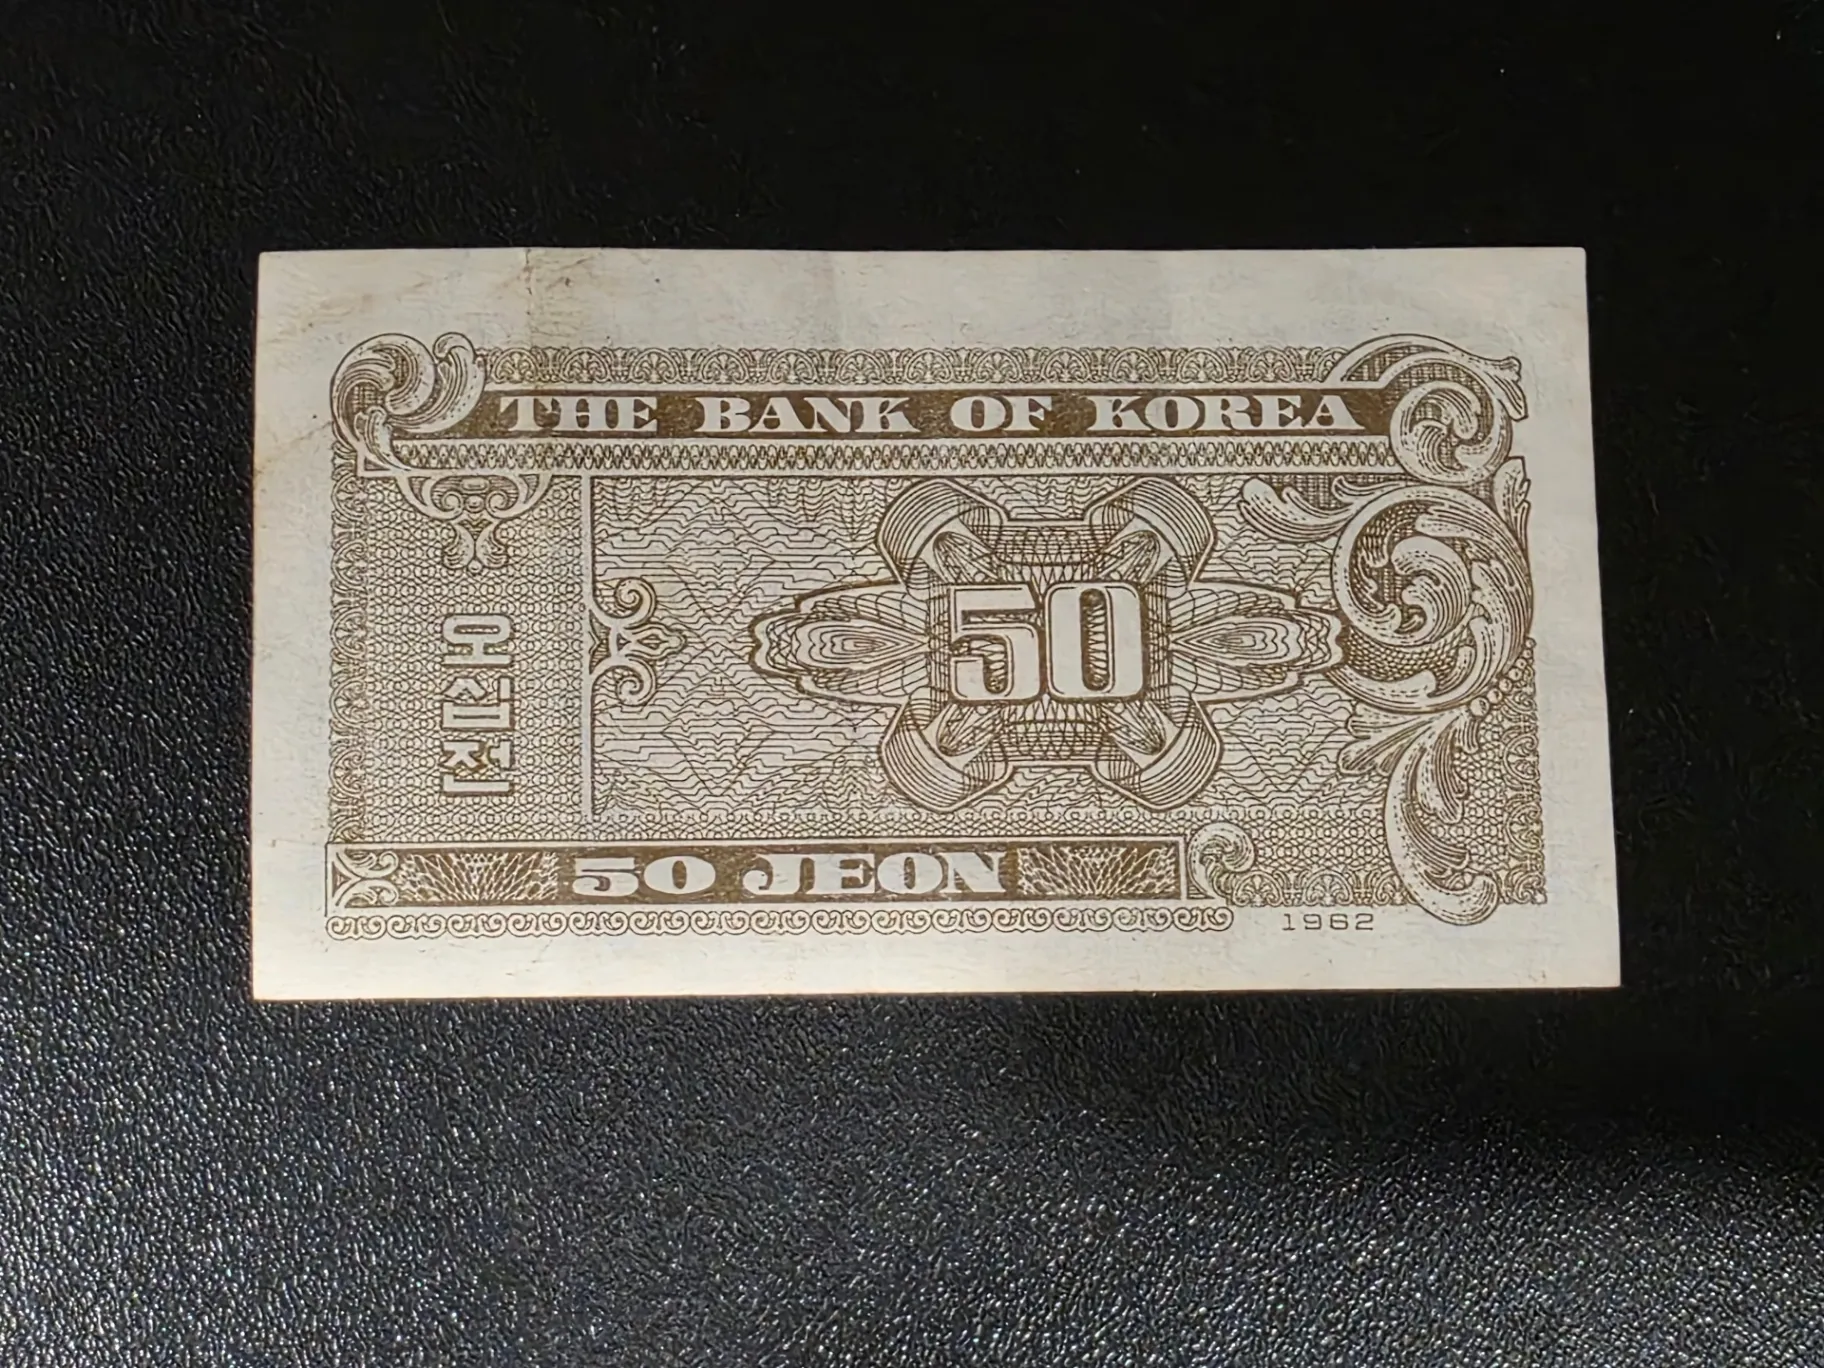 THE BANK OF KOREA
오십전
50
50 JEON
1962